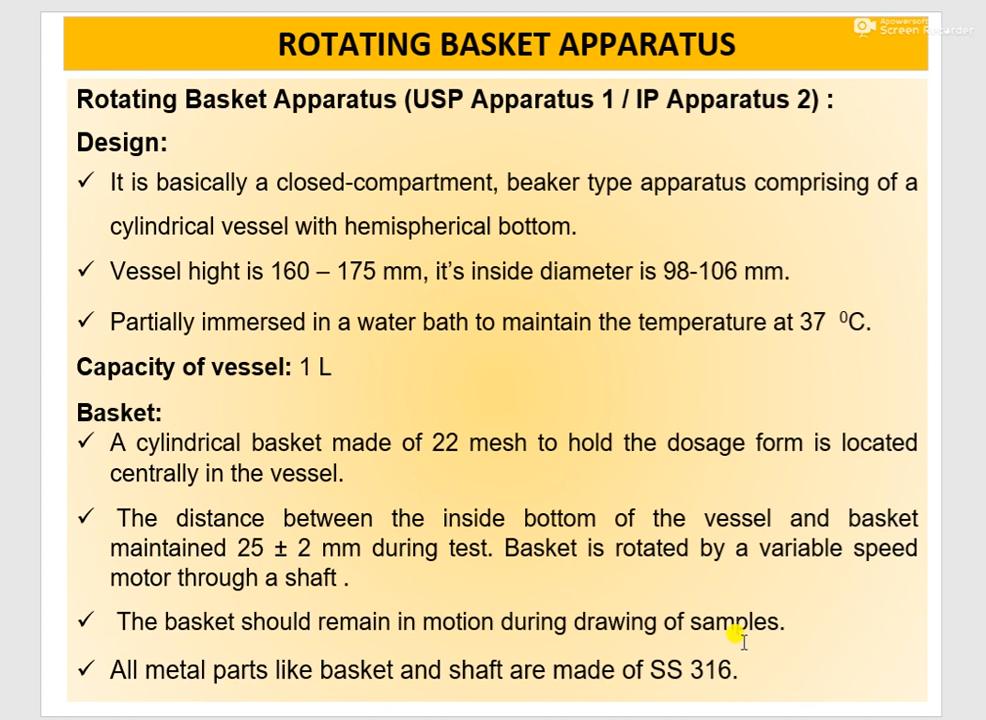 ROTATING BASKET APPARATUS
Apowersoft
Screen Recorder
Rotating Basket Apparatus (USP Apparatus 1 / IP Apparatus 2) :
Design:
✓ It is basically a closed-compartment, beaker type apparatus comprising of a
cylindrical vessel with hemispherical bottom.
✓ Vessel hight is 160 – 175 mm, it’s inside diameter is 98-106 mm.
✓ Partially immersed in a water bath to maintain the temperature at 37 ⁰C.
Capacity of vessel: 1 L
Basket:
✓ A cylindrical basket made of 22 mesh to hold the dosage form is located
centrally in the vessel.
✓ The distance between the inside bottom of the vessel and basket
maintained 25 ± 2 mm during test. Basket is rotated by a variable speed
motor through a shaft .
✓ The basket should remain in motion during drawing of samples.
✓ All metal parts like basket and shaft are made of SS 316.